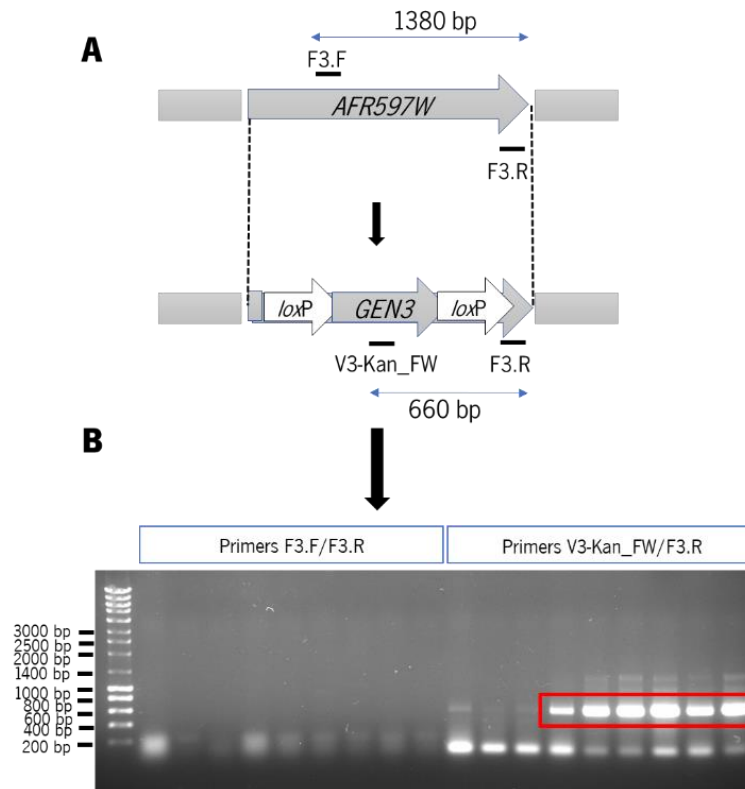 A
1380 bp
F3.F
AFR597W
F3.R
loxP
GEN3
loxP
V3-Kan_FW
F3.R
660 bp
B
Primers F3.F/F3.R
Primers V3-Kan_FW/F3.R
3000 bp
2500 bp
2000 bp
1400 bp
1000 bp
800 bp
600 bp
400 bp
200 bp